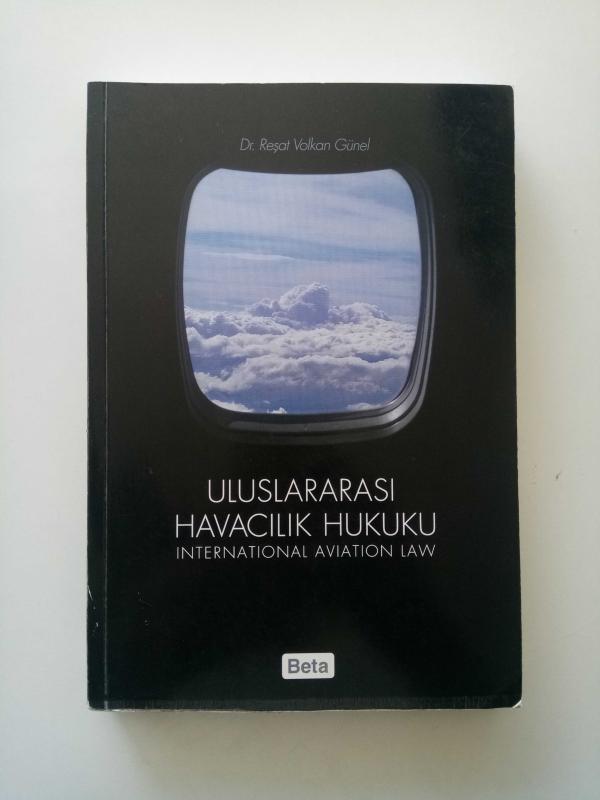 Dr. Reşat Volkan Günel
ULUSLARARASI
HAVACILIK HUKUKU
INTERNATIONAL AVIATION LAW
Beta